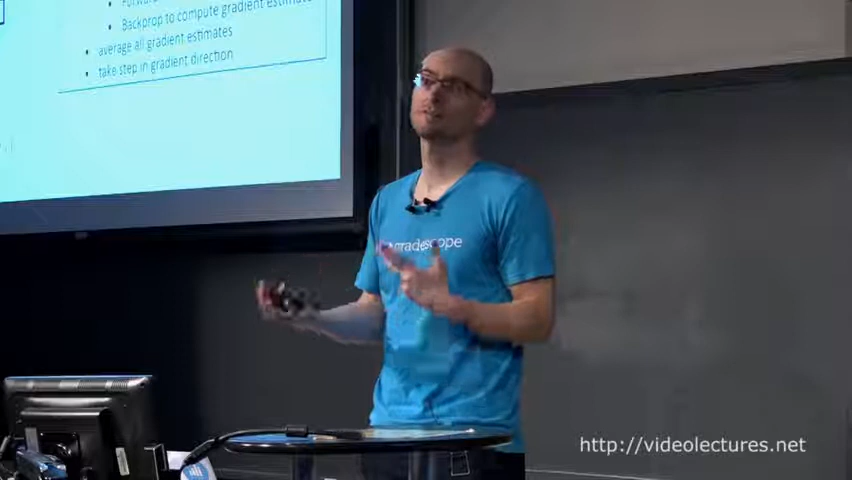 Backprop to compute gradient estimate
average all gradient estimates
take step in gradient direction
gradescope
http://videolectures.net